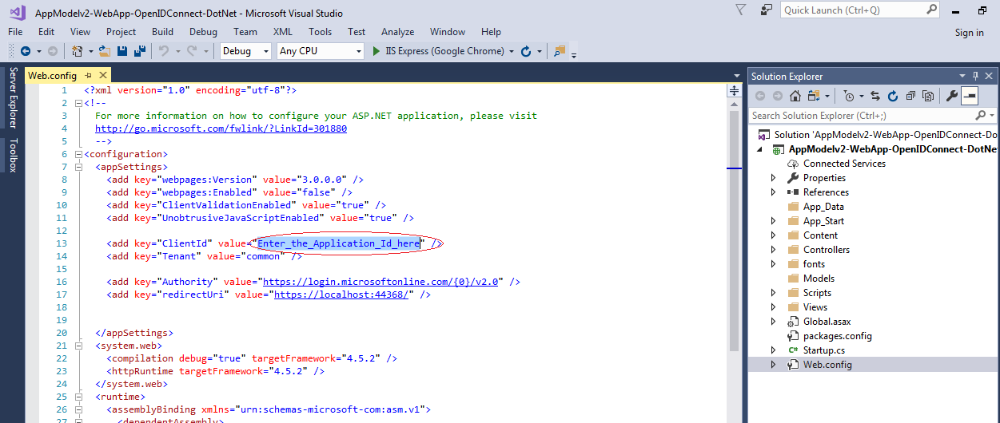 AppModelv2-WebApp-OpenIDConnect-DotNet - Microsoft Visual Studio
Quick Launch (Ctrl+Q)
File Edit View Project Build Debug Team XML Tools Test Analyze Window Help
Sign in
Debug Any CPU IIS Express (Google Chrome)
Server Explorer
Toolbox
Web.config
1 <?xml version="1.0" encoding="utf-8"?>
2 <!--
3 For more information on how to configure your ASP.NET application, please visit
4 http://go.microsoft.com/fwlink/?LinkId=301880
5 -->
6 <configuration>
7 <appSettings>
8 <add key="webpages:Version" value="3.0.0.0" />
9 <add key="webpages:Enabled" value="false" />
10 <add key="ClientValidationEnabled" value="true" />
11 <add key="UnobtrusiveJavaScriptEnabled" value="true" />
12
13 <add key="ClientId" value="Enter_the_Application_Id_here" />
14 <add key="Tenant" value="common" />
15
16 <add key="Authority" value="https://login.microsoftonline.com/{0}/v2.0" />
17 <add key="redirectUri" value="https://localhost:44368/" />
18
19
20 </appSettings>
21 <system.web>
22 <compilation debug="true" targetFramework="4.5.2" />
23 <httpRuntime targetFramework="4.5.2" />
24 </system.web>
25 <runtime>
26 <assemblyBinding xmlns="urn:schemas-microsoft-com:asm.v1">
27 <dependentAssembly>
Solution Explorer
Search Solution Explorer (Ctrl+;)
Solution 'AppModelv2-WebApp-OpenIDConnect-Do
AppModelv2-WebApp-OpenIDConnect-DotNe
Connected Services
Properties
References
App_Data
App_Start
Content
Controllers
fonts
Models
Scripts
Views
Global.asax
packages.config
C# Startup.cs
Web.config